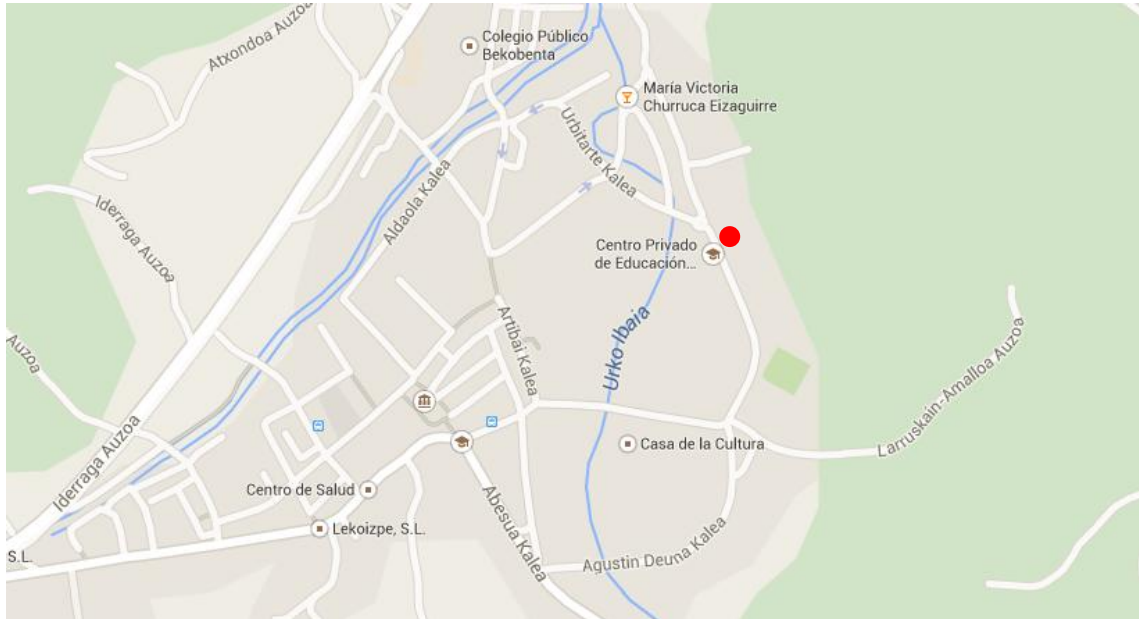 Atxondoa Auzoa
Colegio Público
Bekobenta
María Victoria
Churruca Eizaguirre
Urbitarte Kalea
Iderraga Auzoa
Aldaola Kalea
Centro Privado
de Educación...
Artibai Kalea
Urko Ibaia
Auzoa
Larruskain-Amalloa Auzoa
Iderraga Auzoa
Casa de la Cultura
Centro de Salud
Abesua Kalea
Lekoizpe, S.L.
S.L.
Agustin Deuna Kalea